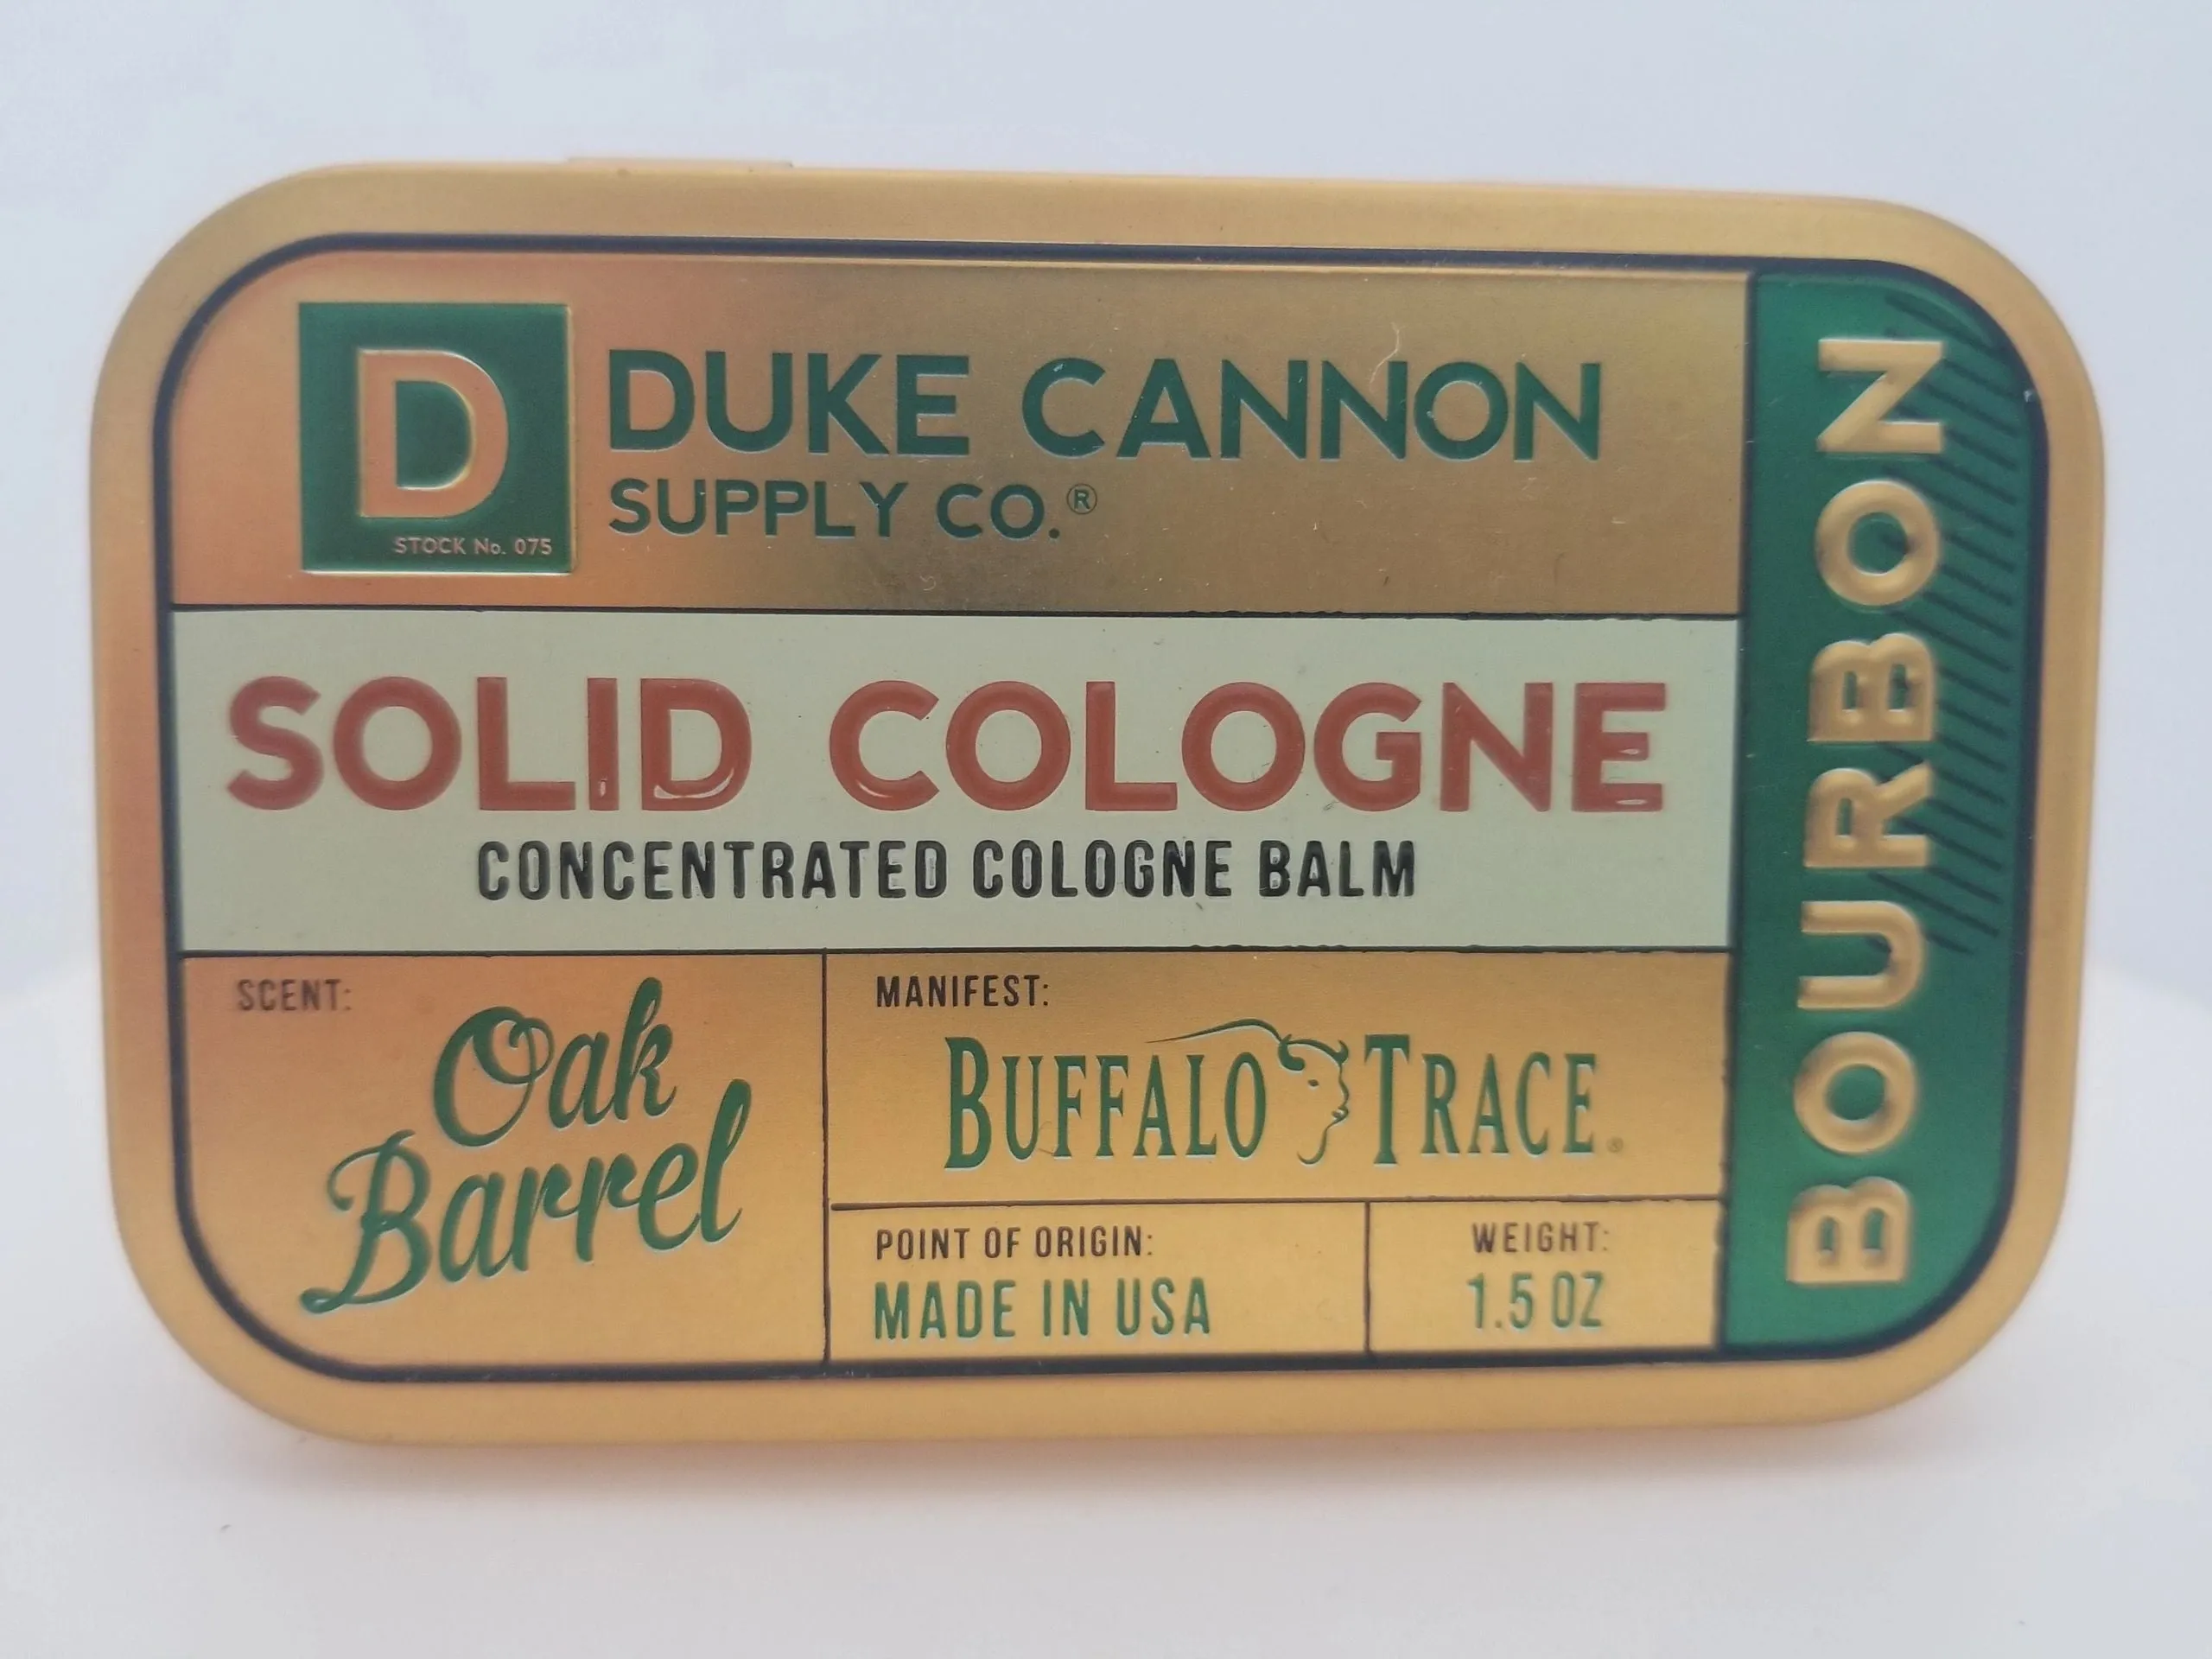 D
STOCK No. 075
DUKE CANNON
SUPPLY CO.®
SOLID COLOGNE
CONCENTRATED COLOGNE BALM
SCENT:
Oak
Barrel
MANIFEST:
BUFFALO TRACE®
POINT OF ORIGIN:
MADE IN USA
WEIGHT:
1.5 OZ
BOURBON